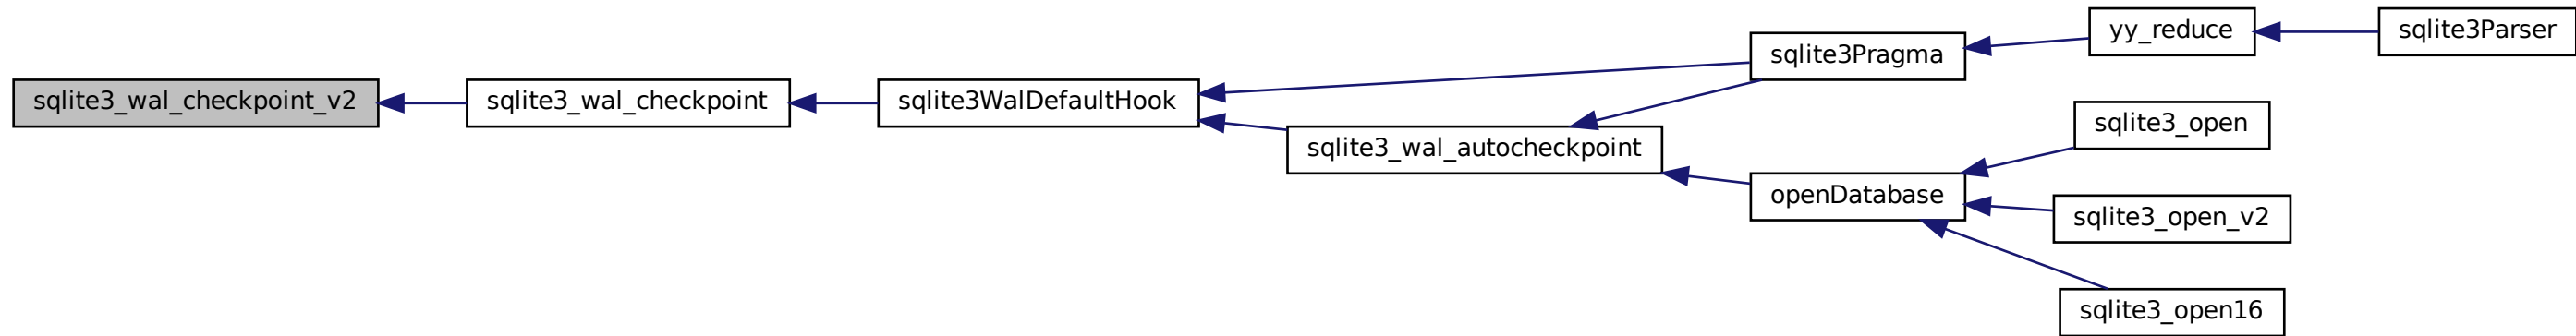 sqlite3_wal_checkpoint_v2
sqlite3_wal_checkpoint
sqlite3WalDefaultHook
sqlite3Pragma
yy_reduce
sqlite3Parser
sqlite3_wal_autocheckpoint
openDatabase
sqlite3_open
sqlite3_open_v2
sqlite3_open16